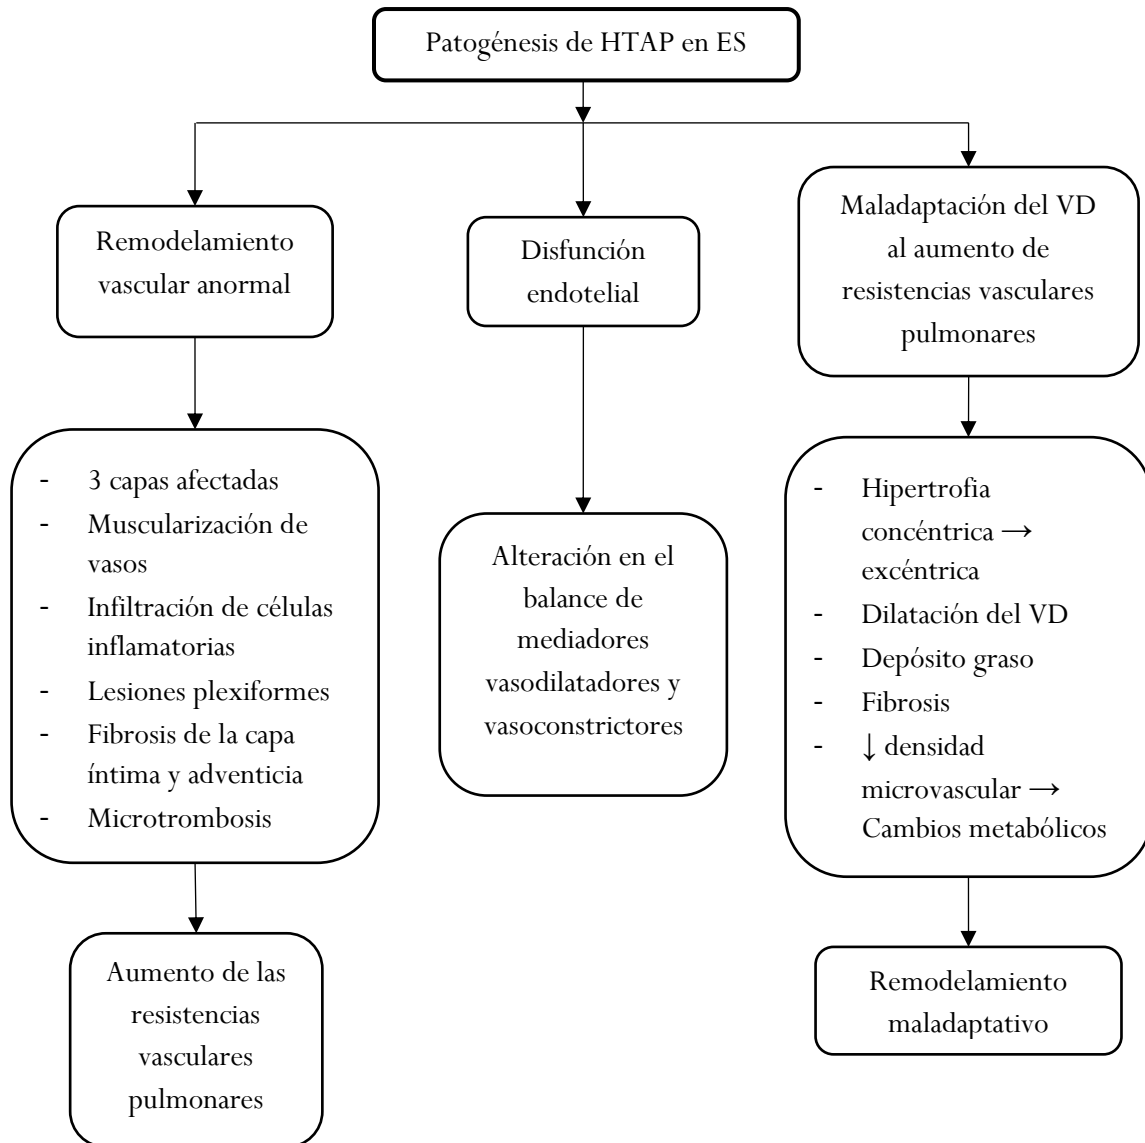 Patogénesis de HTAP en ES
Remodelamiento
vascular anormal
Disfunción
endotelial
Maladaptación del VD
al aumento de
resistencias vasculares
pulmonares
- 3 capas afectadas
- Muscularización de
vasos
- Infiltración de células
inflamatorias
- Lesiones plexiformes
- Fibrosis de la capa
íntima y adventicia
- Microtrombosis
Alteración en el
balance de
mediadores
vasodilatadores y
vasoconstrictores
- Hipertrofia
concéntrica →
excéntrica
- Dilatación del VD
- Depósito graso
- Fibrosis
- ↓ densidad
microvascular →
Cambios metabólicos
Aumento de las
resistencias
vasculares
pulmonares
Remodelamiento
maladaptativo